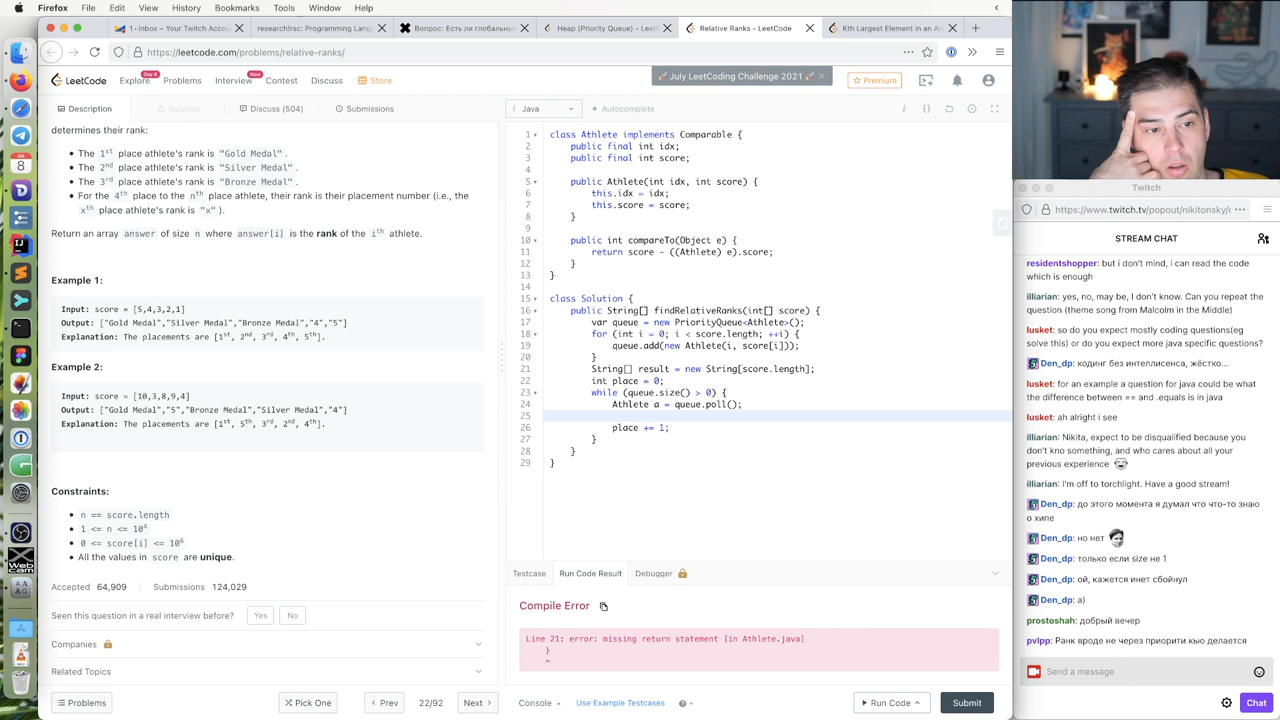 Firefox File Edit View History Bookmarks Tools Window Help
1 · Inbox – Your Twitch Accou
researchlrsc: Programming Lang
Вопрос: Есть ли глобальны
Heap (Priority Queue) – LeetC
Relative Ranks - LeetCode
Kth Largest Element in an Arr
https://leetcode.com/problems/relative-ranks/
LeetCode Explore Day 8 Problems Interview New Contest Discuss Store
July LeetCoding Challenge 2021
Premium
Description Solution Discuss (504) Submissions
Java Autocomplete
determines their rank:
The 1st place athlete's rank is "Gold Medal".
The 2nd place athlete's rank is "Silver Medal".
The 3rd place athlete's rank is "Bronze Medal".
For the 4th place to the nth place athlete, their rank is their placement number (i.e., the
xth place athlete's rank is "x").
Return an array answer of size n where answer[i] is the rank of the ith athlete.
Example 1:
Input: score = [5,4,3,2,1]
Output: ["Gold Medal","Silver Medal","Bronze Medal","4","5"]
Explanation: The placements are [1st, 2nd, 3rd, 4th, 5th].
Example 2:
Input: score = [10,3,8,9,4]
Output: ["Gold Medal","5","Bronze Medal","Silver Medal","4"]
Explanation: The placements are [1st, 5th, 3rd, 2nd, 4th].
Constraints:
n == score.length
1 <= n <= 10^4
0 <= score[i] <= 10^6
All the values in score are unique.
Accepted 64,909 Submissions 124,029
Seen this question in a real interview before? Yes No
Companies
Related Topics
Problems Pick One Prev 22/92 Next
1 class Athlete implements Comparable {
2 public final int idx;
3 public final int score;
4
5 public Athlete(int idx, int score) {
6 this.idx = idx;
7 this.score = score;
8 }
9
10 public int compareTo(Object e) {
11 return score - ((Athlete) e).score;
12 }
13 }
14
15 class Solution {
16 public String[] findRelativeRanks(int[] score) {
17 var queue = new PriorityQueue<Athlete>();
18 for (int i = 0; i < score.length; ++i) {
19 queue.add(new Athlete(i, score[i]));
20 }
21 String[] result = new String[score.length];
22 int place = 0;
23 while (queue.size() > 0) {
24 Athlete a = queue.poll();
25
26 place += 1;
27 }
28 }
29 }
Testcase Run Code Result Debugger
Compile Error
Line 21: error: missing return statement [in Athlete.java]
}
^
Console Use Example Testcases Run Code Submit
Twitch
https://www.twitch.tv/popout/nikitonsky/c
STREAM CHAT
residentshopper: but i don't mind, i can read the code
which is enough
illiarian: yes, no, may be, I don't know. Can you repeat the
question (theme song from Malcolm in the Middle)
lusket: so do you expect mostly coding questions(eg
solve this) or do you expect more java specific questions?
Den_dp: кодинг без интеллисенса, жёстко...
lusket: for an example a question for java could be what
the difference between == and .equals is in java
lusket: ah alright i see
illiarian: Nikita, expect to be disqualified because you
don't kno something, and who cares about all your
previous experience
illiarian: I'm off to torchlight. Have a good stream!
Den_dp: до этого момента я думал что что-то знаю
о хипе
Den_dp: но нет
Den_dp: только если size не 1
Den_dp: ой, кажется инет сбойнул
Den_dp: а)
prostoshah: добрый вечер
pvlpp: Ранк вроде не через приорити кью делается
Send a message
Chat